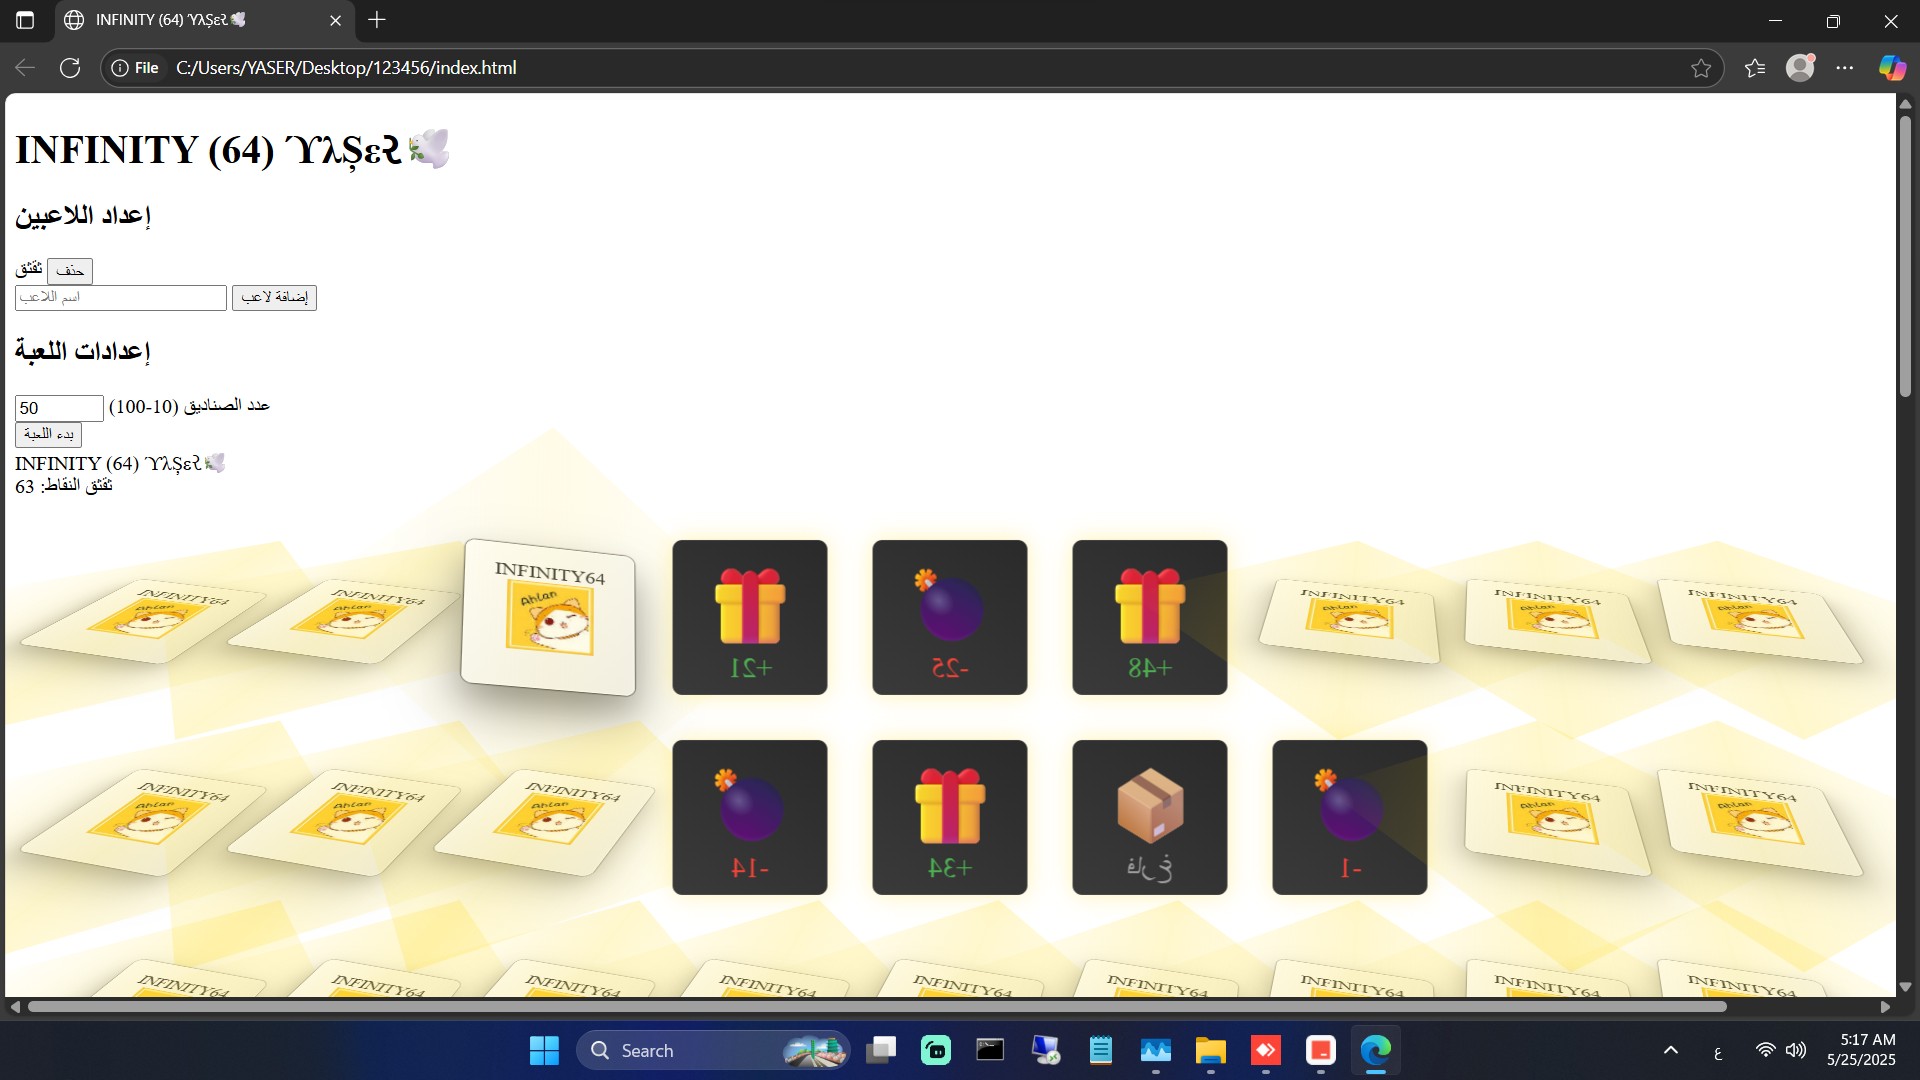 INFINITY (64) ϓλŞεɌ🕊️
File C:/Users/YASER/Desktop/123456/index.html
INFINITY (64) ϓλŞεɌ🕊️
إعداد اللاعبين
ثقثق حذف
اسم اللاعب إضافة لاعب
إعدادات اللعبة
50 عدد الصناديق (10-100)
بدء اللعبة
INFINITY (64) ϓλŞεɌ🕊️
ثقثق النقاط: 63
INFINITY64 Ahlan
INFINITY64 Ahlan
INFINITY64 Ahlan
+21
-25
+48
INFINITY64 Ahlan
INFINITY64 Ahlan
INFINITY64 Ahlan
INFINITY64 Ahlan
INFINITY64 Ahlan
INFINITY64 Ahlan
-14
+34
فارغ
-1
INFINITY64 Ahlan
INFINITY64 Ahlan
INFINITY64
INFINITY64
INFINITY64
INFINITY64
INFINITY64
INFINITY64
INFINITY64
INFINITY64
INFINITY64
Search
ع
5:17 AM
5/25/2025